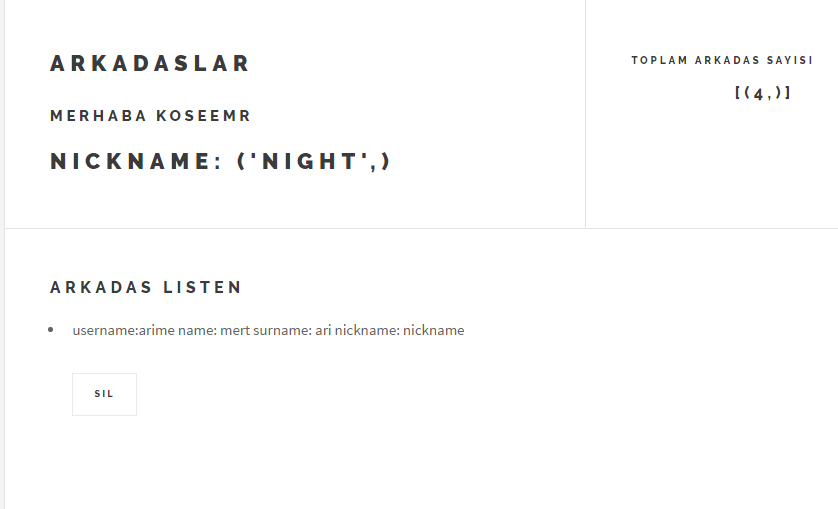 ARKADASLAR
MERHABA KOSEEMR
NICKNAME: ('NIGHT',)
TOPLAM ARKADAS SAYISI
[(4,)]
ARKADAS LISTEN
username:arime name: mert surname: ari nickname: nickname
SIL